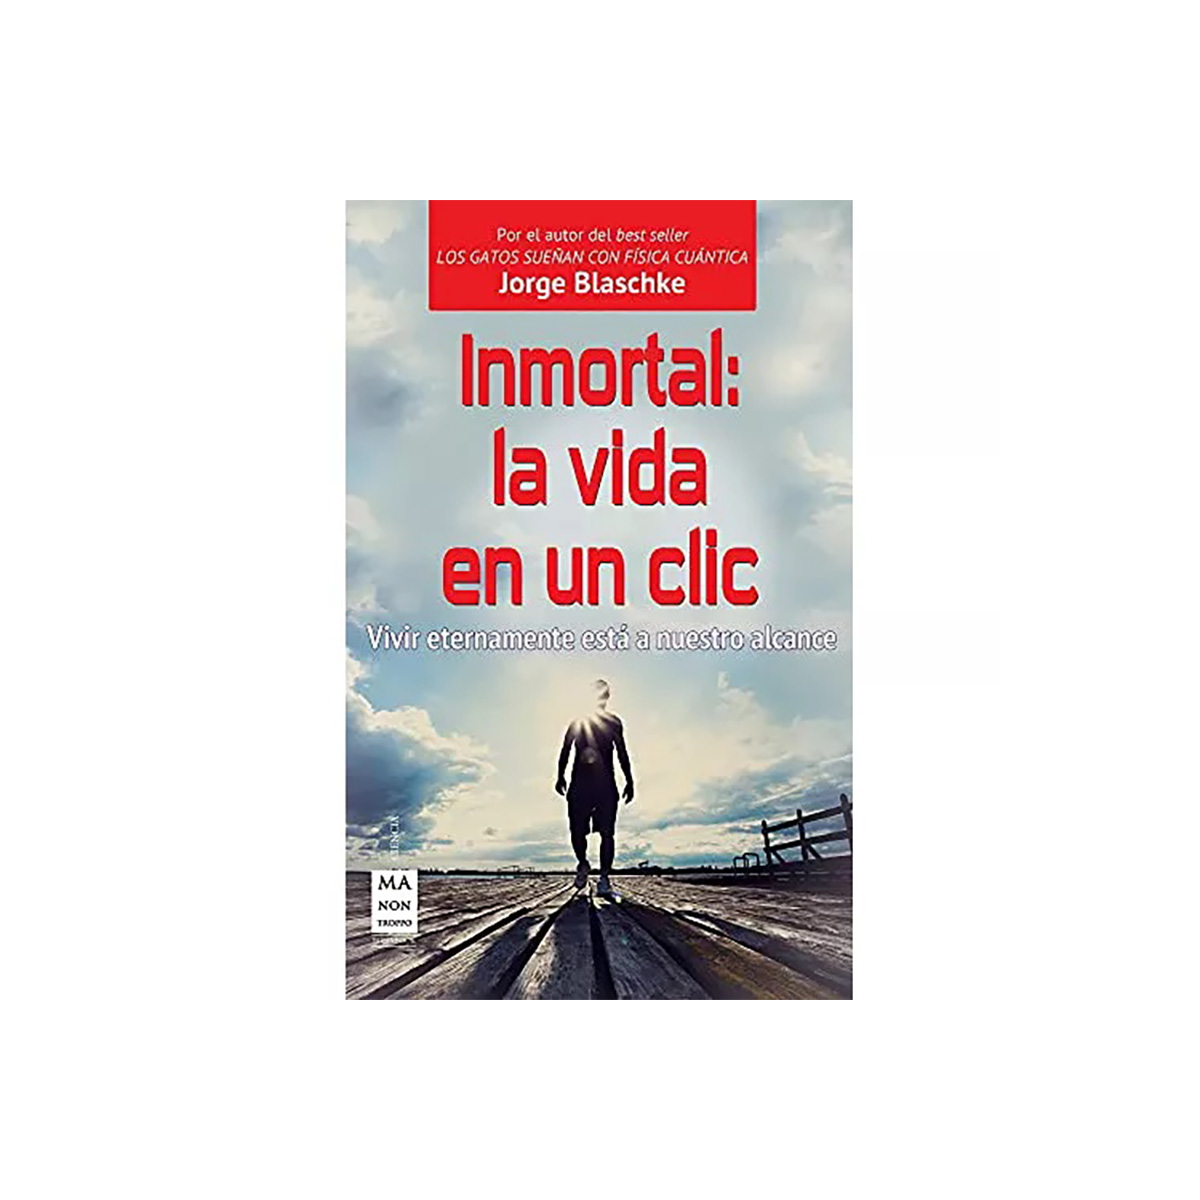 Por el autor del best seller
LOS GATOS SUEÑAN CON FÍSICA CUÁNTICA
Jorge Blaschke
Inmortal:
la vida
en un clic
Vivir eternamente está a nuestro alcance
CIENCIA
MA
NON
TROPPO